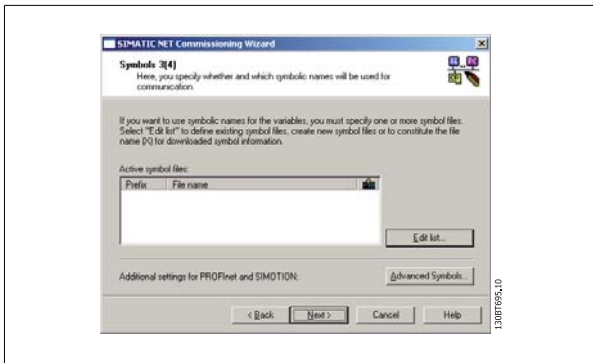 SIMATIC NET Commissioning Wizard
Symbols 3(4)
Here, you specify whether and which symbolic names will be used for
communication.
If you want to use symbolic names for the variables, you must specify one or more symbol files.
Select "Edit list" to define existing symbol files, create new symbol files or to constitute the file
name (X) for downloaded symbol information.
Active symbol files:
Prefix File name
Edit list...
Additional settings for PROFInet and SIMOTION:
Advanced Symbols...
< Back Next > Cancel Help
130BT695.10